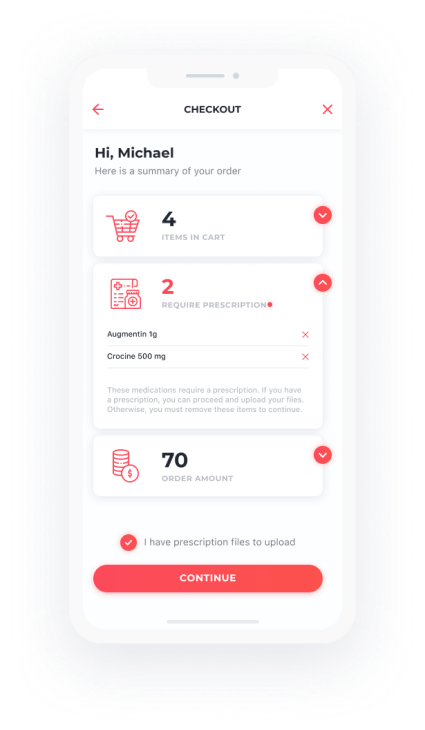 CHECKOUT
Hi, Michael
Here is a summary of your order
4
ITEMS IN CART
2
REQUIRE PRESCRIPTION
Augmentin 1g
Crocine 500 mg
These medications require a prescription. If you have
a prescription, you can proceed and upload your files.
Otherwise, you must remove these items to continue.
$
70
ORDER AMOUNT
I have prescription files to upload
CONTINUE